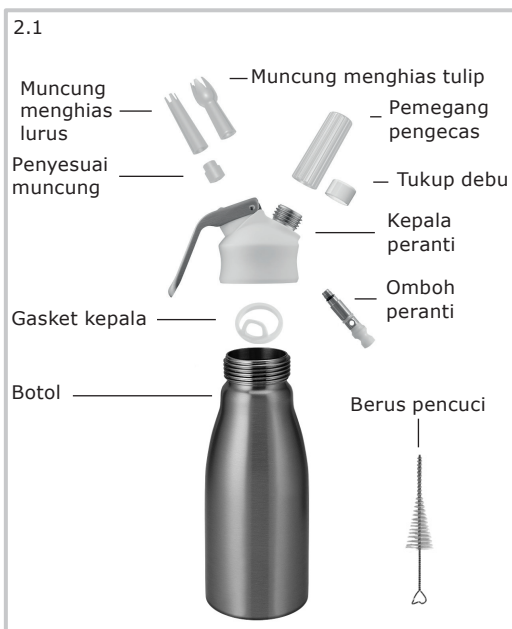 2.1
Muncung menghias tulip
Muncung
menghias
lurus
Pemegang
pengecas
Penyesuai
muncung
Tukup debu
Kepala
peranti
Omboh
peranti
Gasket kepala
Botol
Berus pencuci